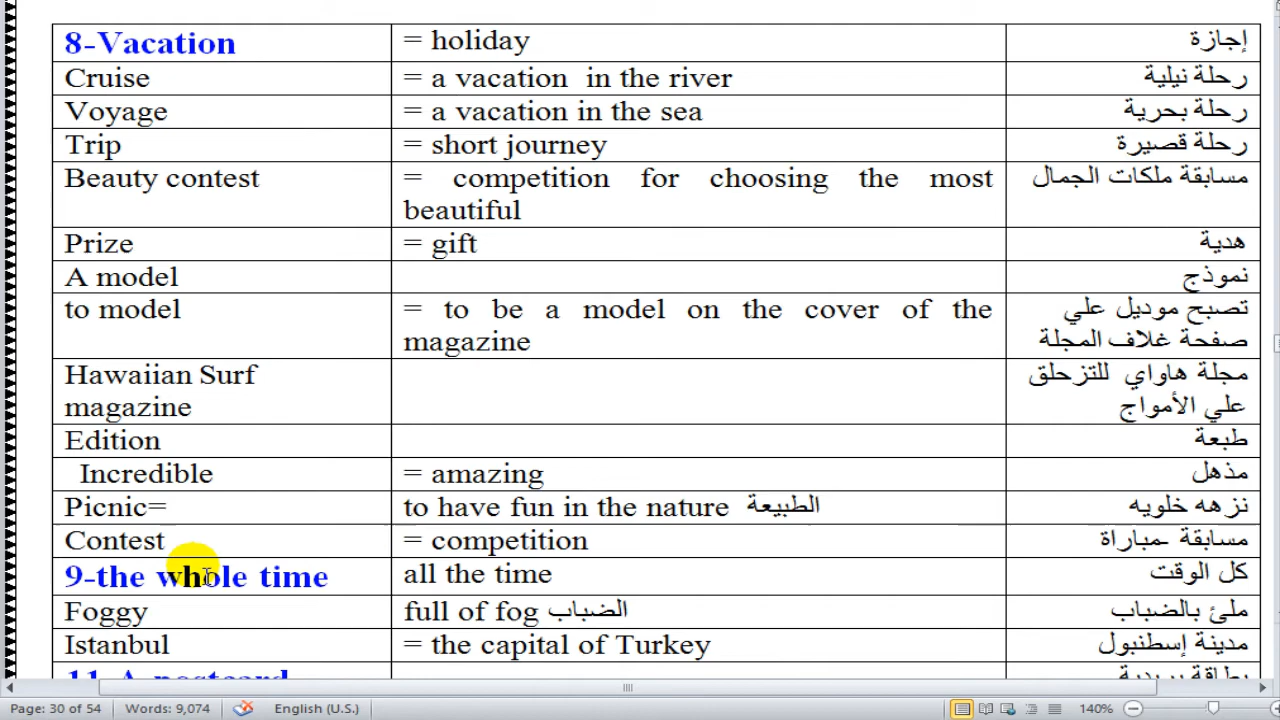 8-Vacation = holiday إجازة
Cruise = a vacation in the river رحلة نيلية
Voyage = a vacation in the sea رحلة بحرية
Trip = short journey رحلة قصيرة
Beauty contest = competition for choosing the most مسابقة ملكات الجمال
beautiful
Prize = gift هدية
A model نموذج
to model = to be a model on the cover of the تصبح موديل علي
magazine صفحة غلاف المجلة
Hawaiian Surf مجلة هاواي للتزحلق
magazine علي الأمواج
Edition طبعة
Incredible = amazing مذهل
Picnic= to have fun in the nature الطبيعة نزهه خلويه
Contest = competition مسابقة -مباراة
9-the whole time all the time كل الوقت
Foggy full of fog الضباب ملئ بالضباب
Istanbul = the capital of Turkey مدينة إسطنبول
11-A postcard بطاقة بريدية
Page: 30 of 54 Words: 9,074 English (U.S.) 140%